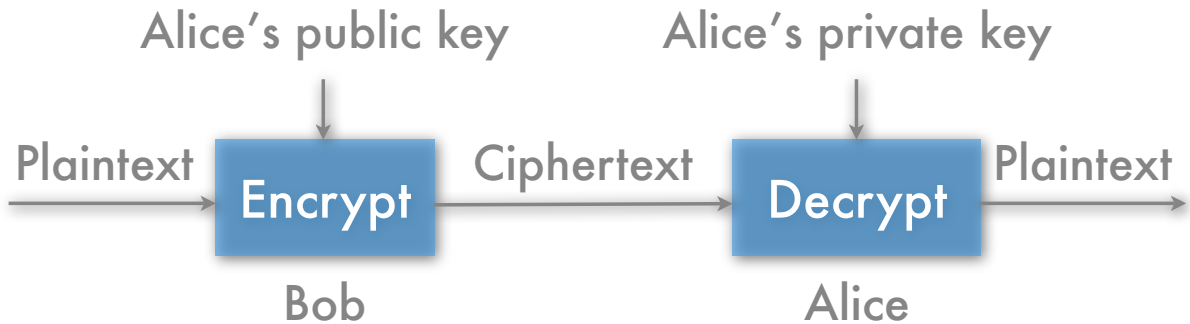 Alice's public key
Alice's private key
Plaintext
Encrypt
Ciphertext
Decrypt
Plaintext
Bob
Alice